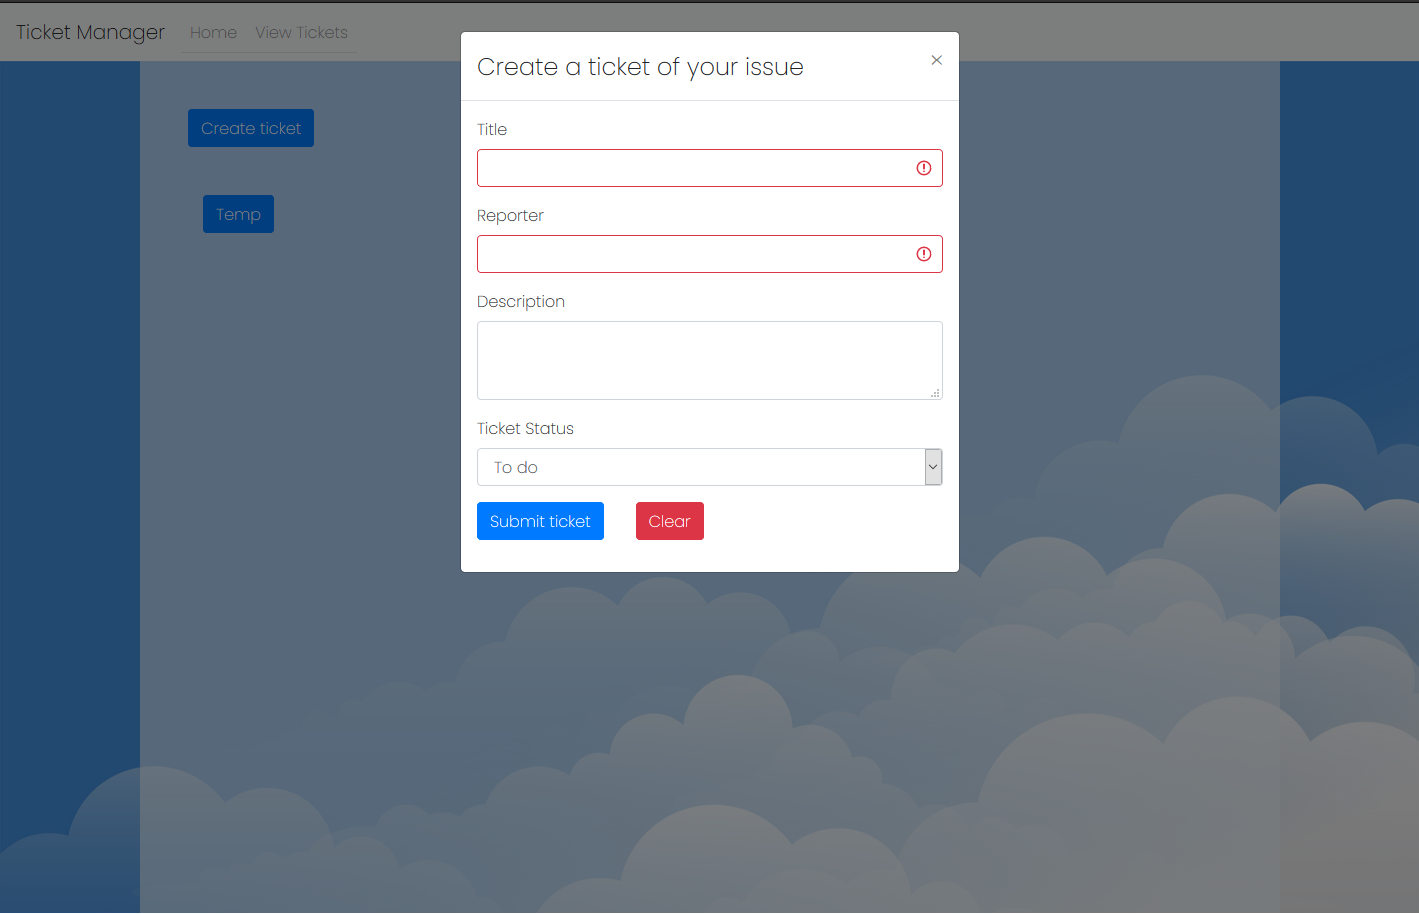 Ticket Manager
Home
View Tickets
Create ticket
Temp
Create a ticket of your issue
Title
Reporter
Description
Ticket Status
To do
Submit ticket
Clear